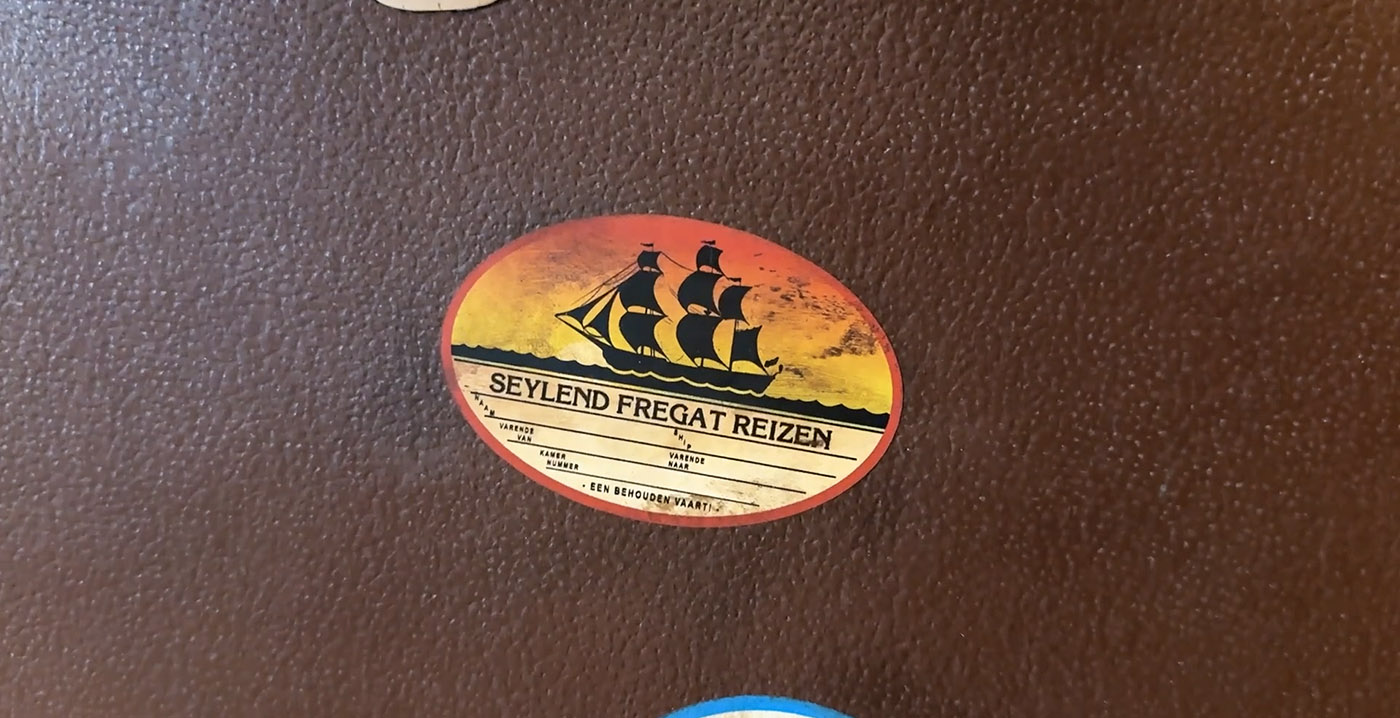 SEYLEND FREGAT REIZEN
NAAM SHIP
VARENDE VAN VARENDE NAAR
KAMER NUMMER
- EEN BEHOUDEN VAART! -